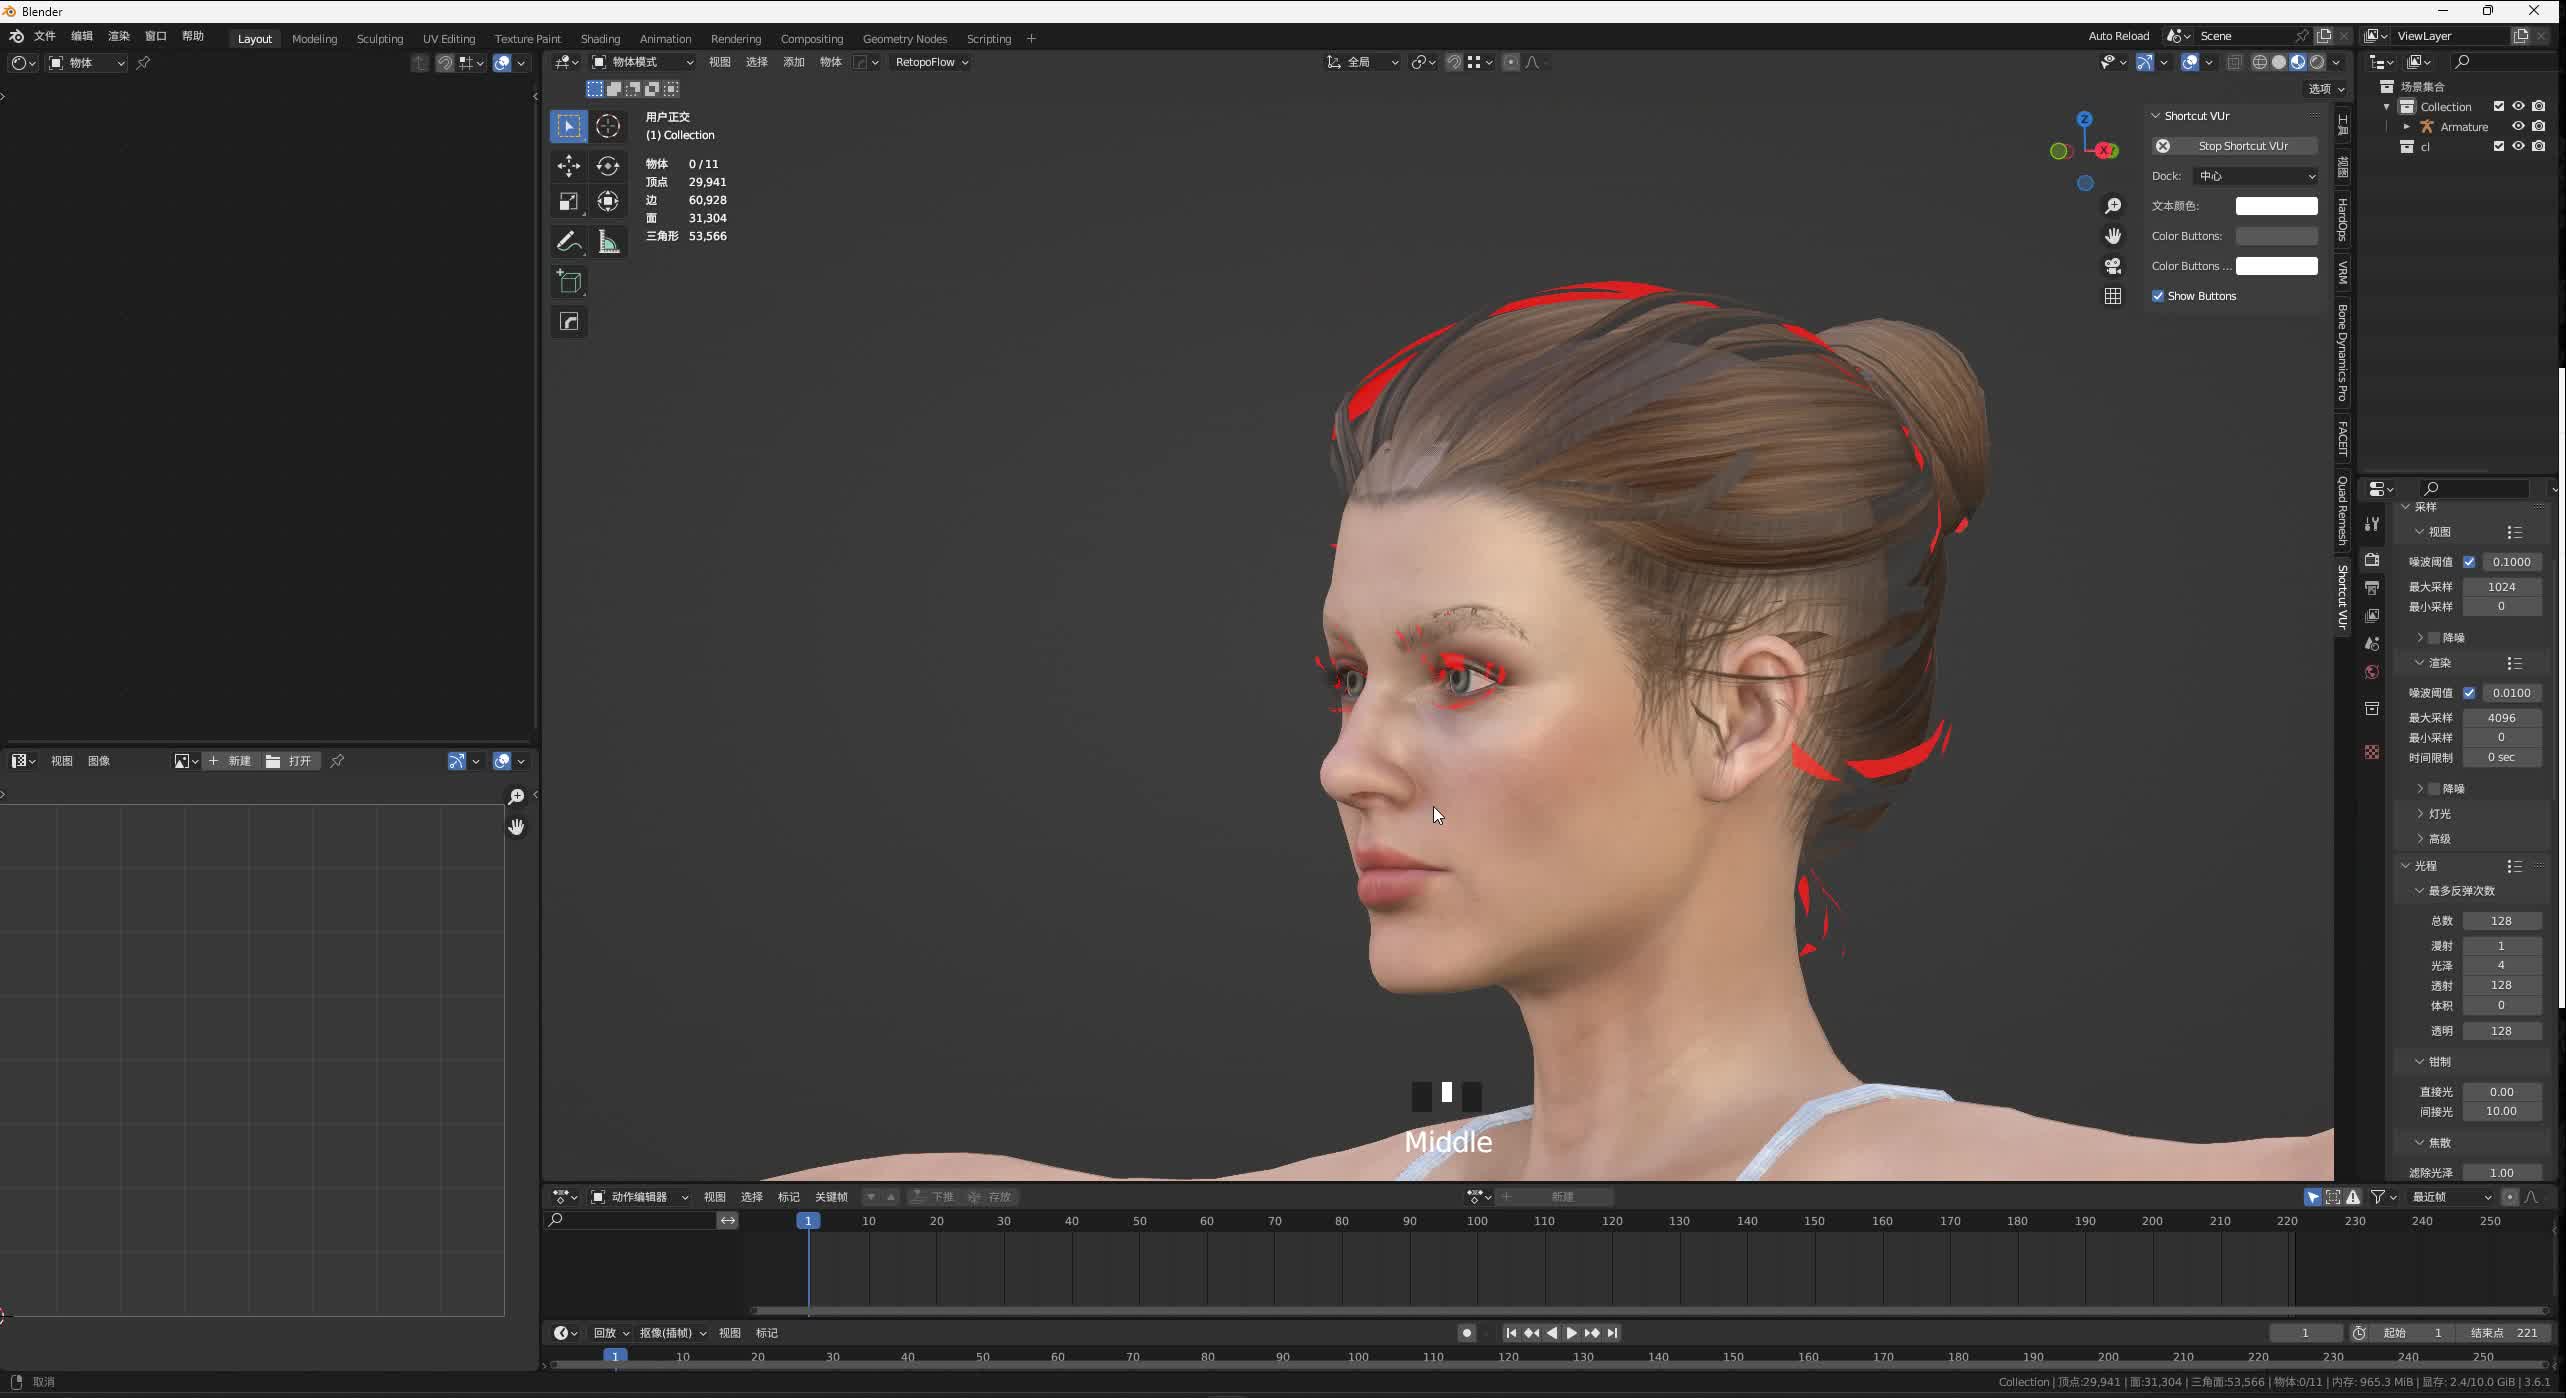 Blender
文件 编辑 渲染 窗口 帮助 Layout Modeling Sculpting UV Editing Texture Paint Shading Animation Rendering Compositing Geometry Nodes Scripting + Auto Reload Scene ViewLayer
物体 物体模式 视图 选择 添加 物体 RetopoFlow 全局
选项
用户正交
(1) Collection
物体 0 / 11
顶点 29,941
边 60,928
面 31,304
三角形 53,566
Shortcut VUr
Stop Shortcut VUr
Dock: 中心
文本颜色:
Color Buttons:
Color Buttons ...
Show Buttons
工具
视图
HardOps
VRM
Bone Dynamics Pro
FACEIT
Quad Remesh
Shortcut VUr
场景集合
Collection
Armature
cl
采样
视图
噪波阈值 0.1000
最大采样 1024
最小采样 0
降噪
渲染
噪波阈值 0.0100
最大采样 4096
最小采样 0
时间限制 0 sec
降噪
灯光
高级
光程
最多反弹次数
总数 128
漫射 1
光泽 4
透射 128
体积 0
透明 128
钳制
直接光 0.00
间接光 10.00
焦散
滤除光泽 1.00
视图 图像 + 新建 打开
Middle
动作编辑器 视图 选择 标记 关键帧 下推 存放 + 新建 最近帧
1 10 20 30 40 50 60 70 80 90 100 110 120 130 140 150 160 170 180 190 200 210 220 230 240 250
回放 抠像(插帧) 视图 标记 1 起始 1 结束点 221
1 10 20 30 40 50 60 70 80 90 100 110 120 130 140 150 160 170 180 190 200 210 220 230 240 250
取消 Collection | 顶点:29,941 | 面:31,304 | 三角面:53,566 | 物体:0/11 | 内存: 965.3 MiB | 显存: 2.4/10.0 GiB | 3.6.1